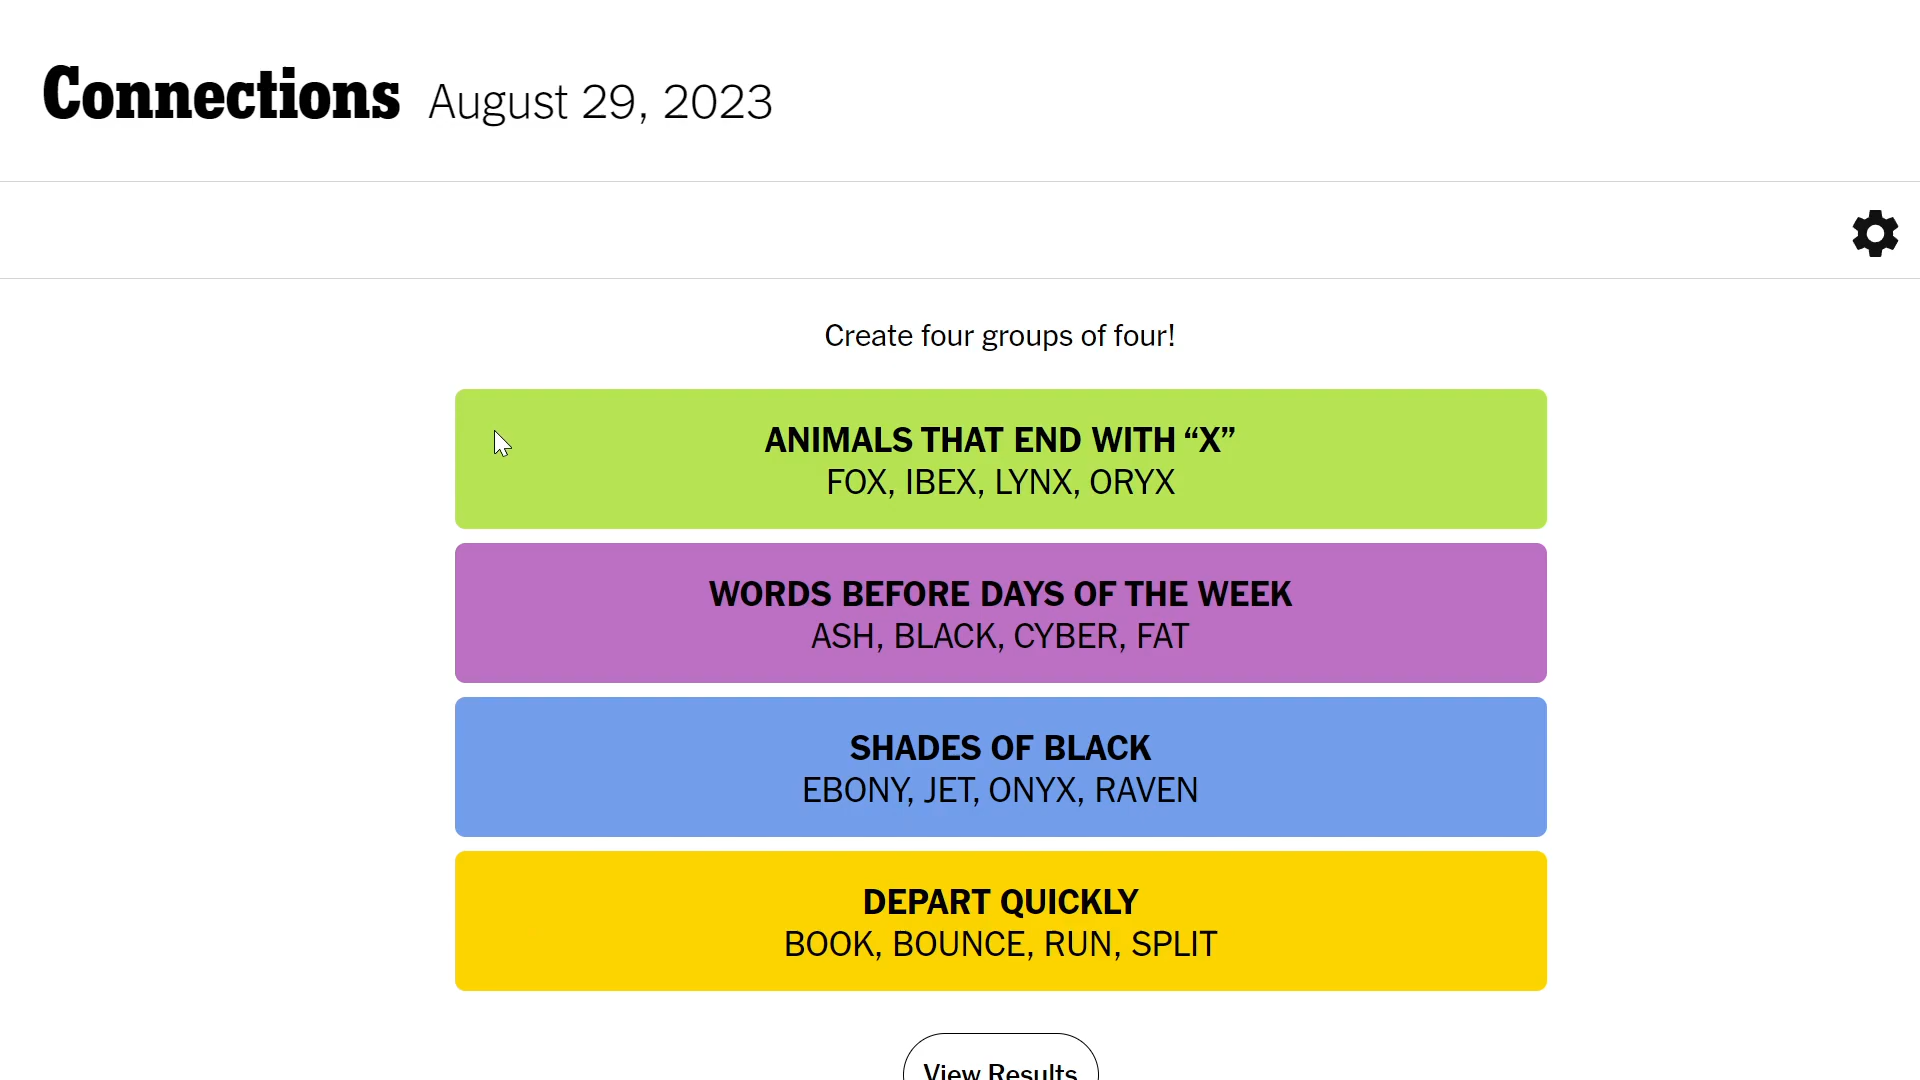 Connections August 29, 2023
Create four groups of four!
ANIMALS THAT END WITH “X”
FOX, IBEX, LYNX, ORYX
WORDS BEFORE DAYS OF THE WEEK
ASH, BLACK, CYBER, FAT
SHADES OF BLACK
EBONY, JET, ONYX, RAVEN
DEPART QUICKLY
BOOK, BOUNCE, RUN, SPLIT
View Results